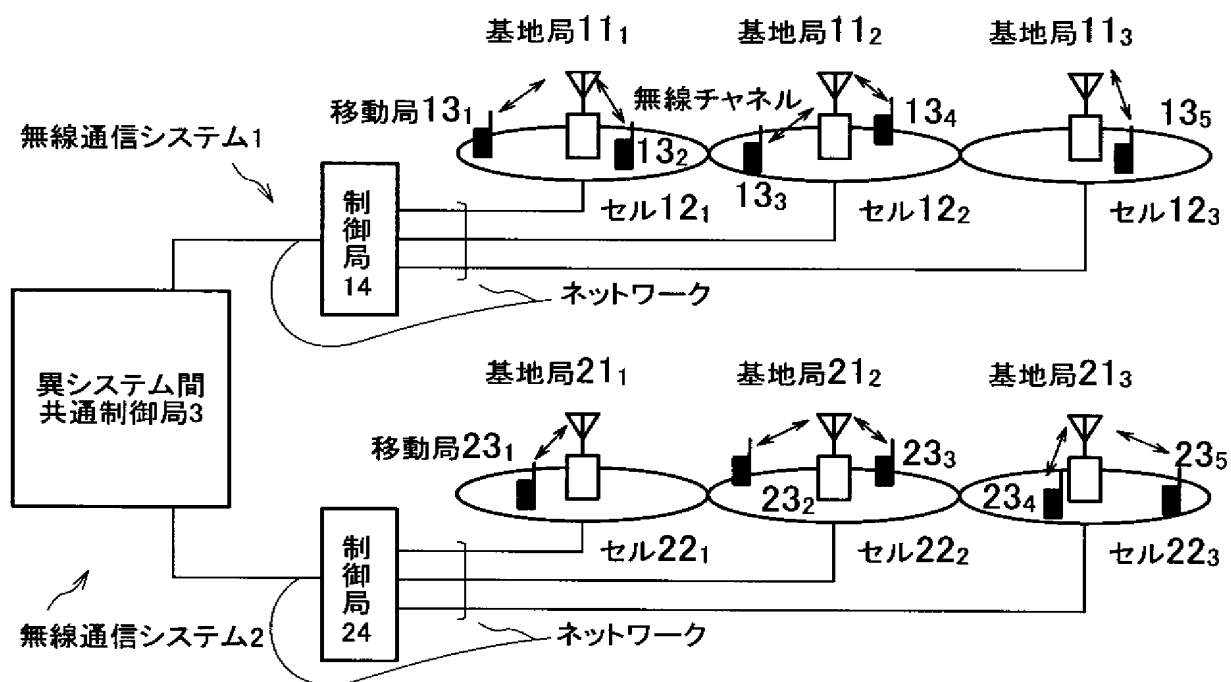 基地局11₁
基地局11₂
基地局11₃
移動局13₁
無線チャネル
13₄
13₅
無線通信システム1
13₂
13₃
セル12₁
セル12₂
セル12₃
制御局14
ネットワーク
異システム間
共通制御局3
基地局21₁
基地局21₂
基地局21₃
移動局23₁
23₃
23₅
23₂
23₄
セル22₁
セル22₂
セル22₃
制御局24
無線通信システム2
ネットワーク